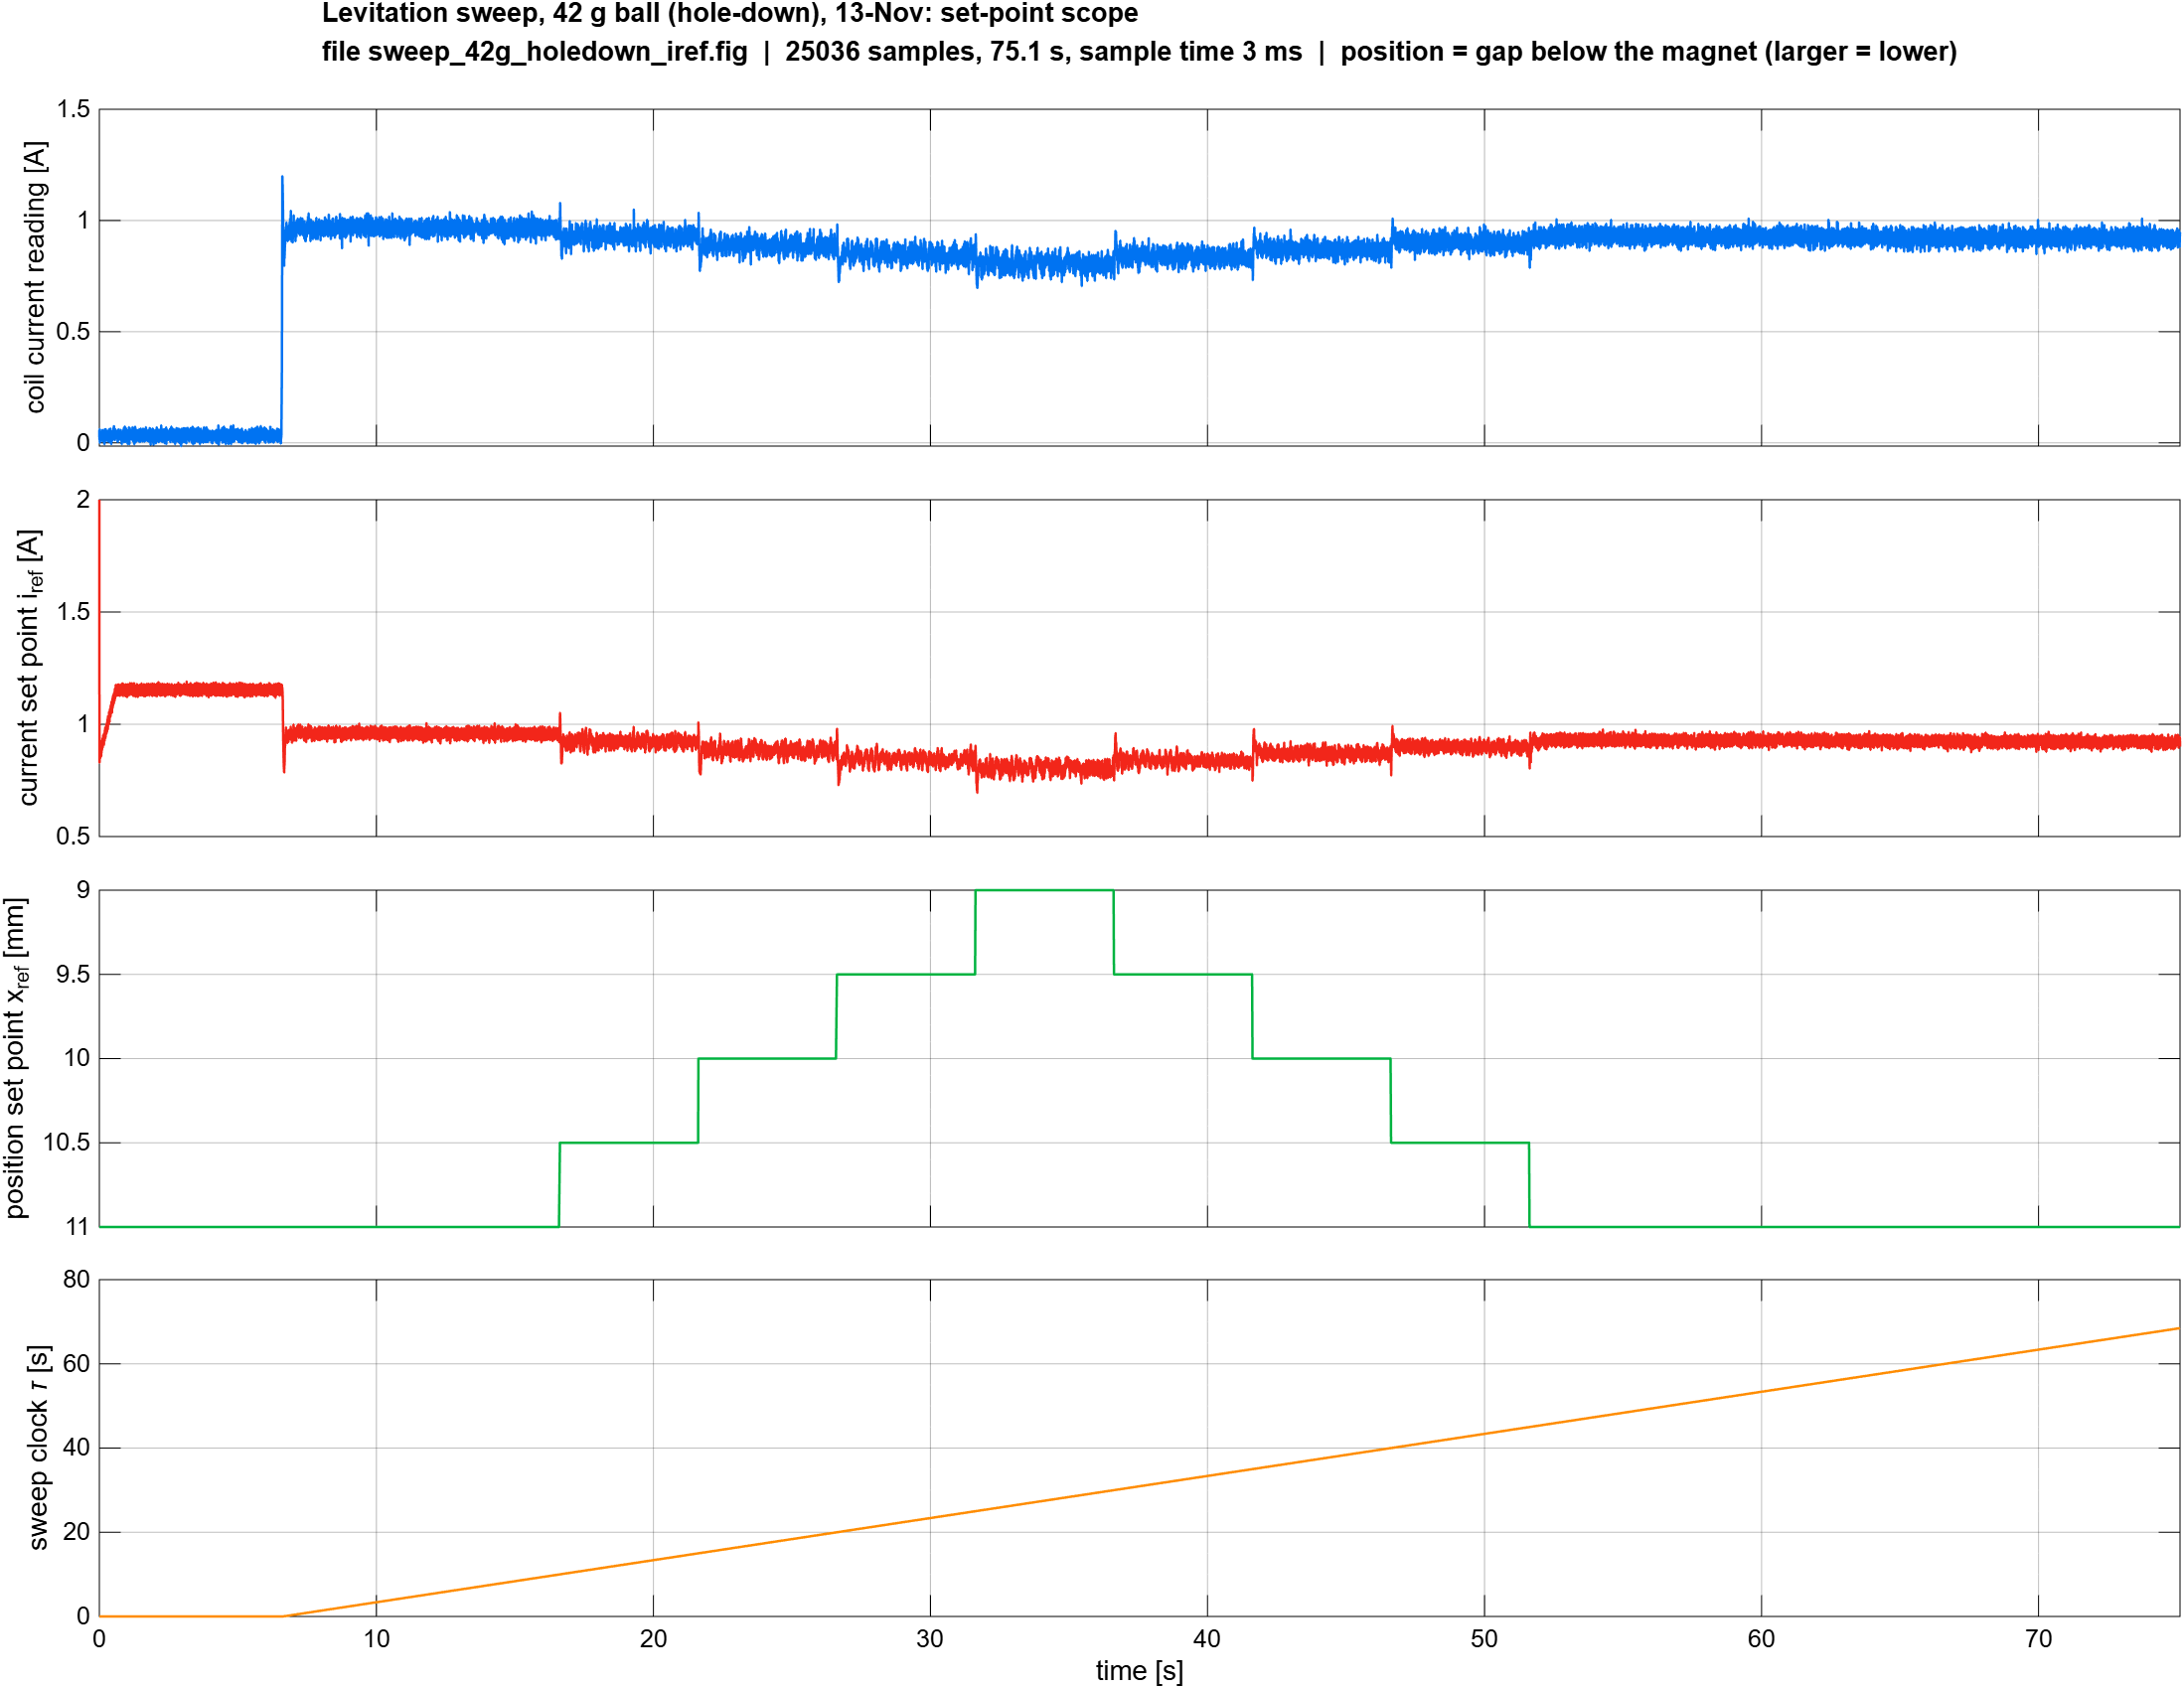 Levitation sweep, 42 g ball (hole-down), 13-Nov: set-point scope
file sweep_42g_holedown_iref.fig | 25036 samples, 75.1 s, sample time 3 ms | position = gap below the magnet (larger = lower)
coil current reading [A]
1.5
1
0.5
0
current set point i_ref [A]
2
1.5
1
0.5
position set point x_ref [mm]
9
9.5
10
10.5
11
sweep clock τ [s]
80
60
40
20
0
0 10 20 30 40 50 60 70
time [s]